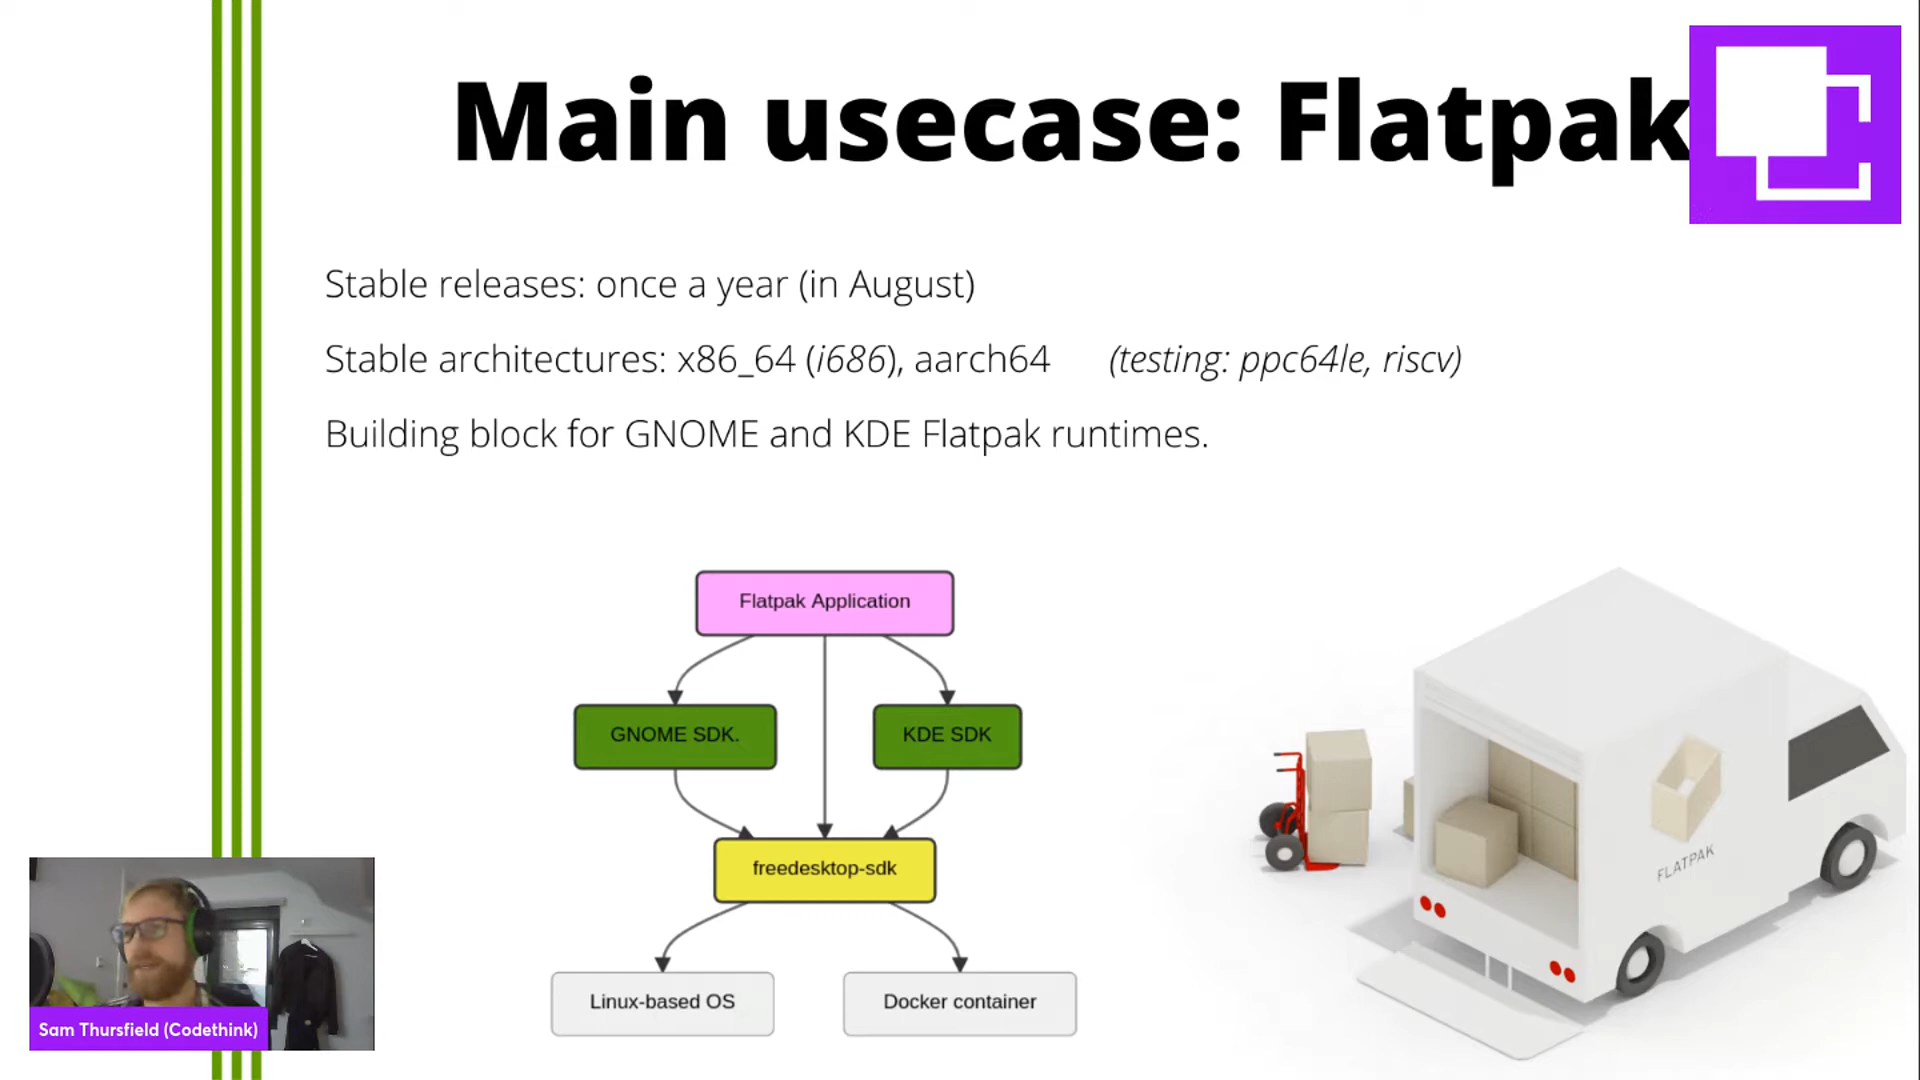 Main usecase: Flatpak
Stable releases: once a year (in August)
Stable architectures: x86_64 (i686), aarch64 (testing: ppc64le, riscv)
Building block for GNOME and KDE Flatpak runtimes.
Flatpak Application
GNOME SDK.
KDE SDK
freedesktop-sdk
Linux-based OS
Docker container
FLATPAK
Sam Thursfield (Codethink)